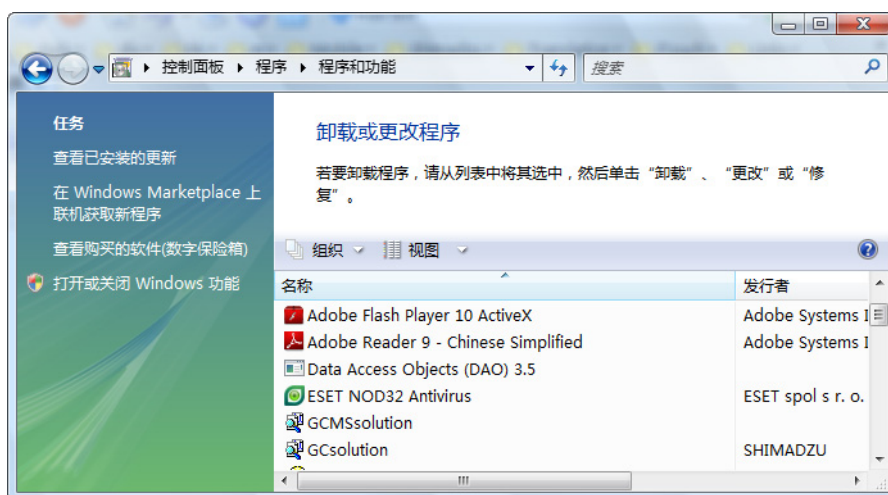 控制面板 程序 程序和功能
搜索
任务
查看已安装的更新
在 Windows Marketplace 上
联机获取新程序
查看购买的软件(数字保险箱)
打开或关闭 Windows 功能
卸载或更改程序
若要卸载程序，请从列表中将其选中，然后单击“卸载”、“更改”或“修
复”。
组织 视图
名称 发行者
Adobe Flash Player 10 ActiveX Adobe Systems I
Adobe Reader 9 - Chinese Simplified Adobe Systems I
Data Access Objects (DAO) 3.5
ESET NOD32 Antivirus ESET spol s r. o.
GCMSsolution
GCsolution SHIMADZU